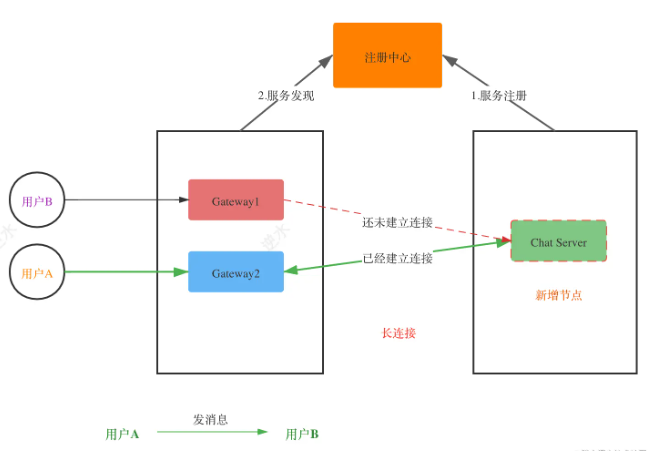 注册中心
2.服务发现
1.服务注册
用户B
Gateway1
还未建立连接
Chat Server
用户A
Gateway2
已经建立连接
新增节点
长连接
用户A
发消息
用户B